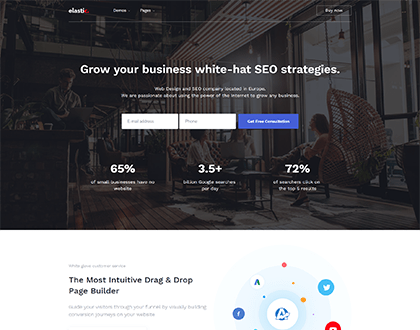 elastic
Demos
Pages
Buy now
Grow your business white-hat SEO strategies.
Web Design and SEO company located in Europe.
We are passionate about using the power of the internet to grow any business.
E-mail address
Phone
Get Free Consultation
65%
3.5+
72%
of small businesses have no
website
billion Google searches
per day
of searchers click on
the top 5 results
White glove customer service
The Most Intuitive Drag & Drop
Page Builder
Guide your visitors through your funnel by visually building
conversion journeys on your website